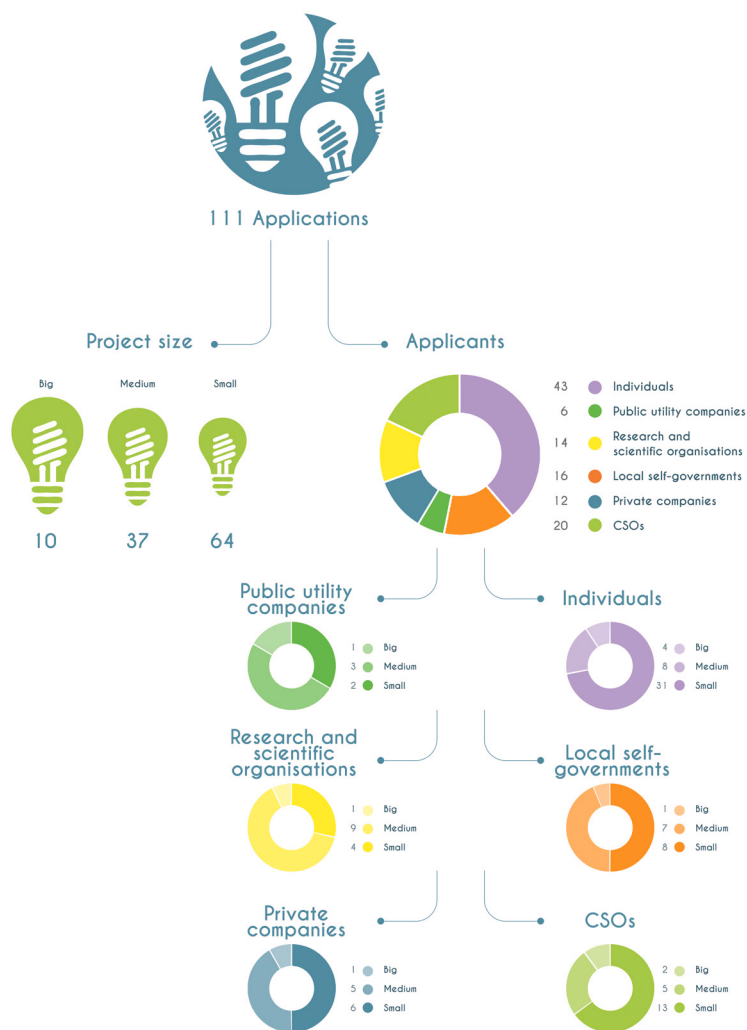 111 Applications
Project size
Applicants
Big
Medium
Small
10
37
64
43 Individuals
6 Public utility companies
14 Research and
scientific organisations
16 Local self-governments
12 Private companies
20 CSOs
Public utility
companies
1 Big
3 Medium
2 Small
Individuals
4 Big
8 Medium
31 Small
Research and
scientific
organisations
1 Big
9 Medium
4 Small
Local self-
governments
1 Big
7 Medium
8 Small
Private
companies
1 Big
5 Medium
6 Small
CSOs
2 Big
5 Medium
13 Small